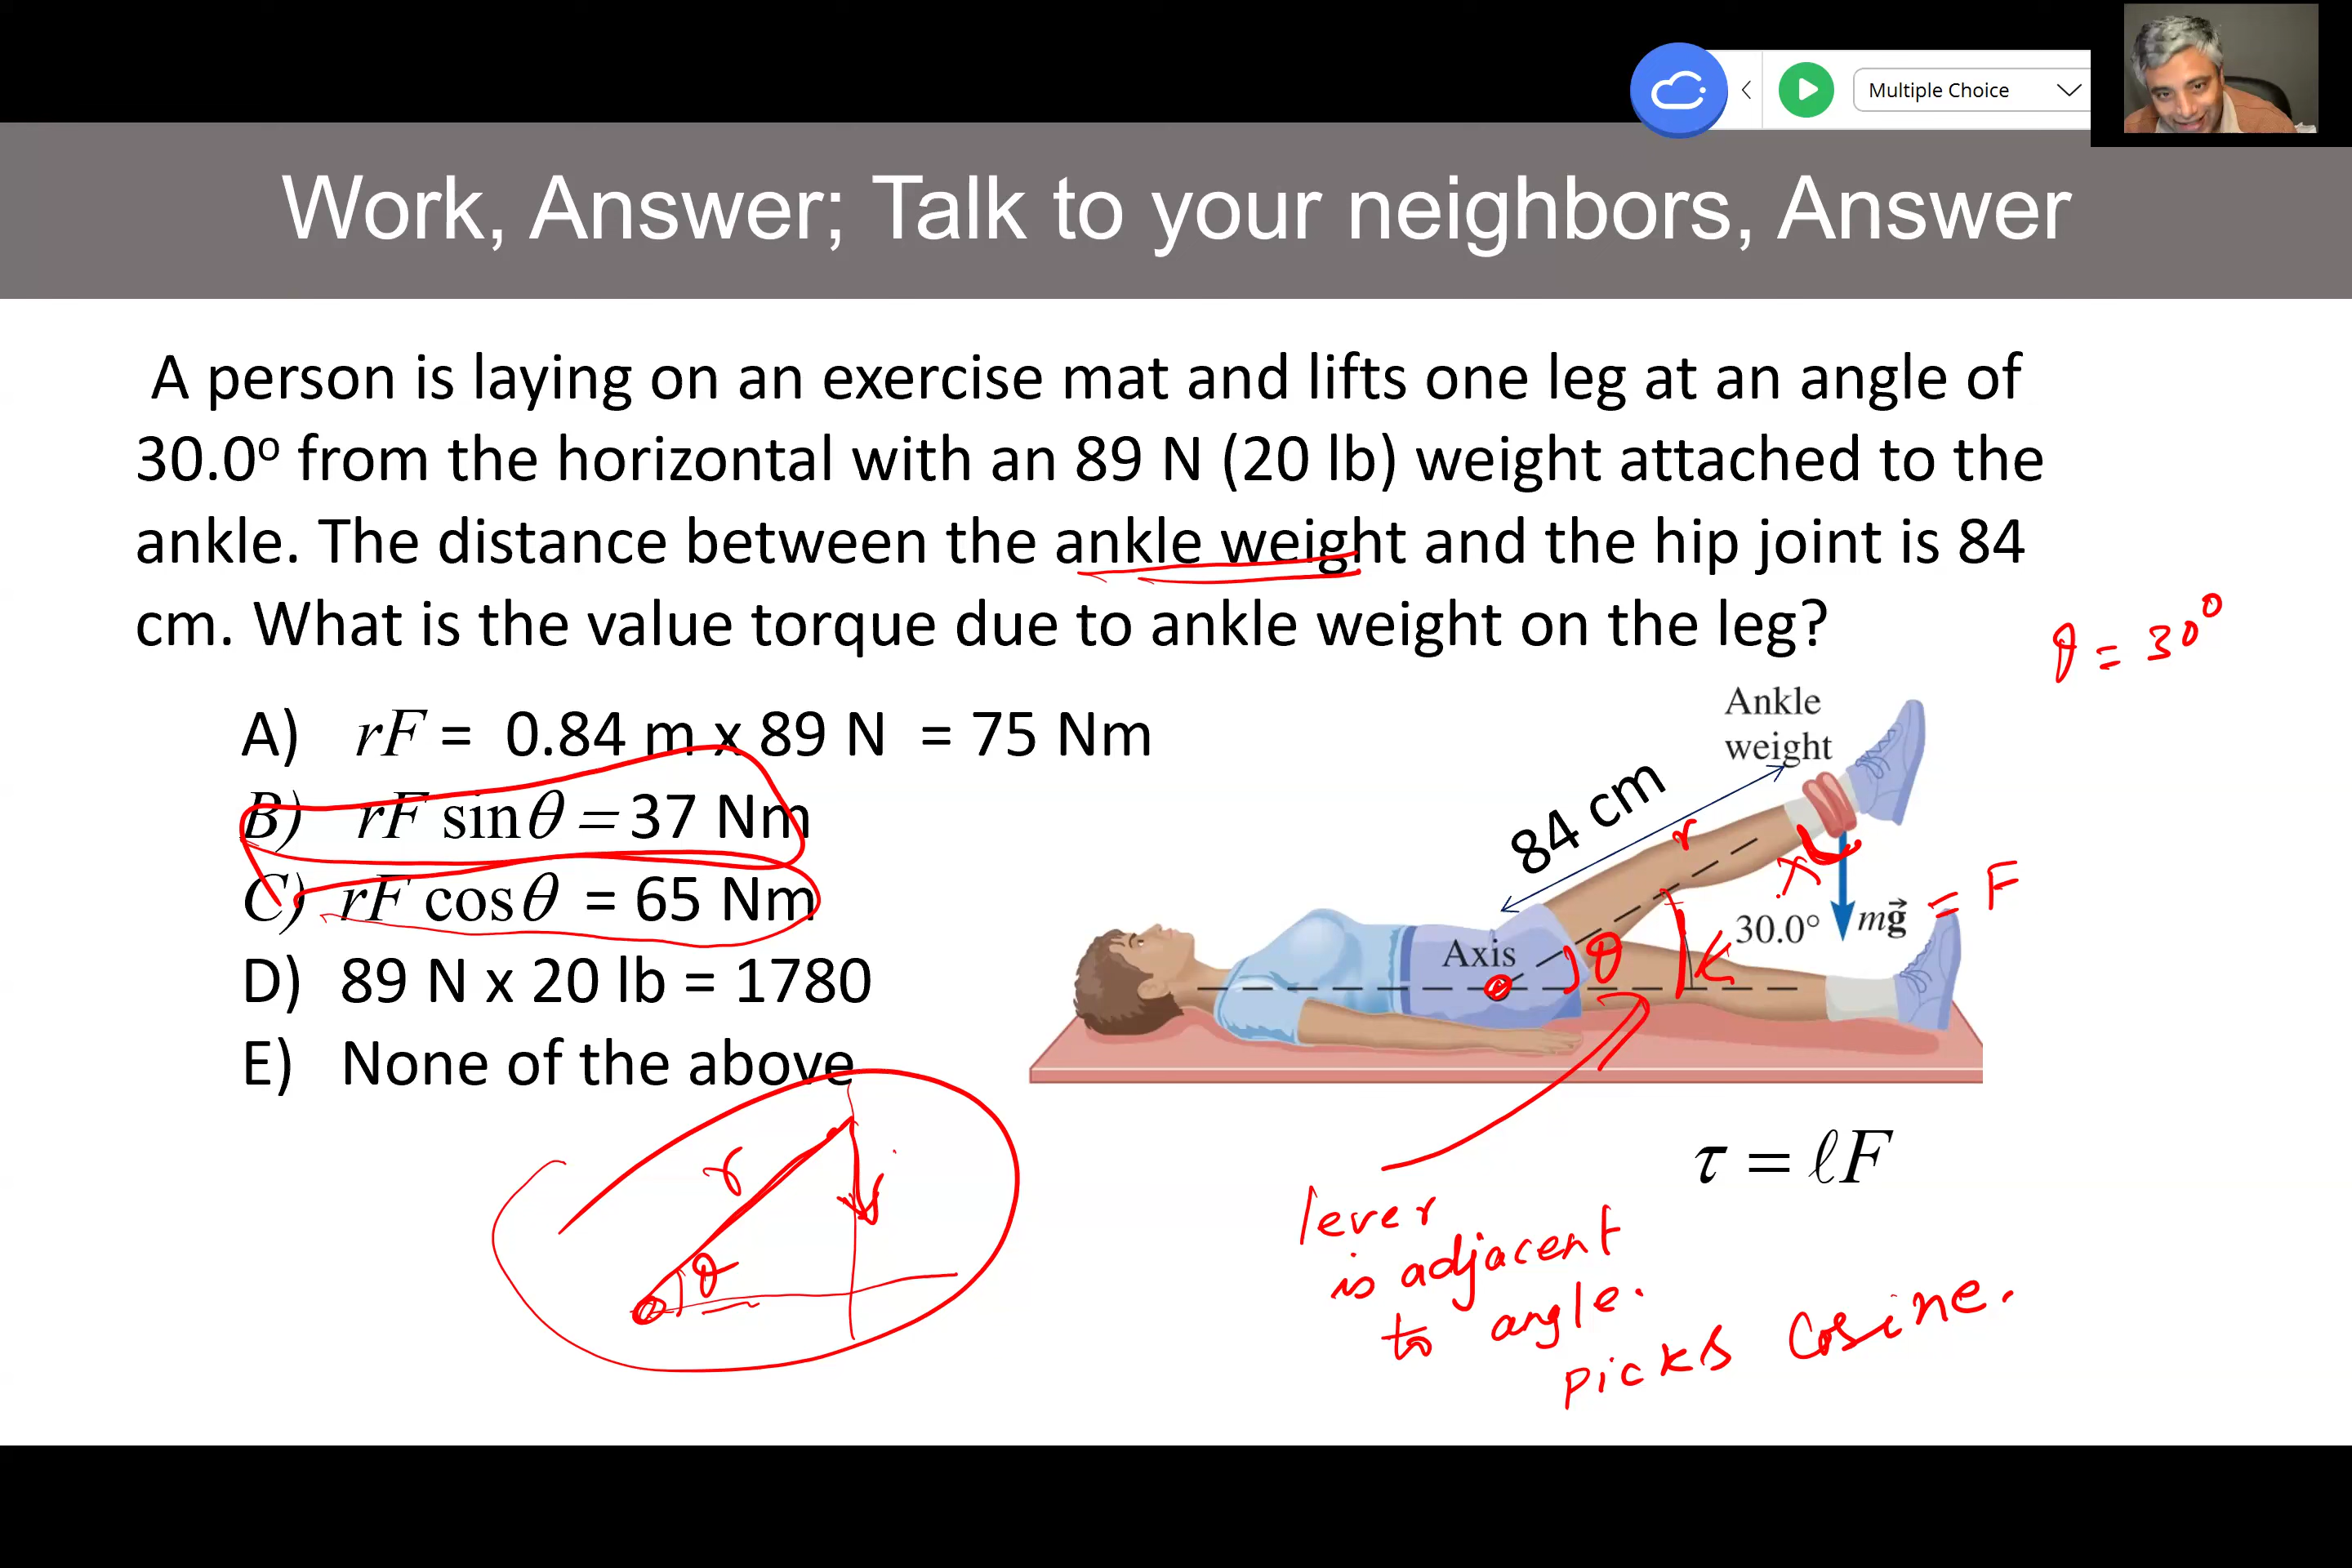 Multiple Choice
Work, Answer; Talk to your neighbors, Answer
A person is laying on an exercise mat and lifts one leg at an angle of
30.0° from the horizontal with an 89 N (20 lb) weight attached to the
ankle. The distance between the ankle weight and the hip joint is 84
cm. What is the value torque due to ankle weight on the leg?
θ = 30°
A) rF = 0.84 m x 89 N = 75 Nm
B) rF sinθ = 37 Nm
C) rF cosθ = 65 Nm
D) 89 N x 20 lb = 1780
E) None of the above
Ankle
weight
84 cm
r
30.0°
mg⃗ = F
Axis
θ
r
θ
τ = ℓF
lever
is adjacent
to angle.
picks Cosine.